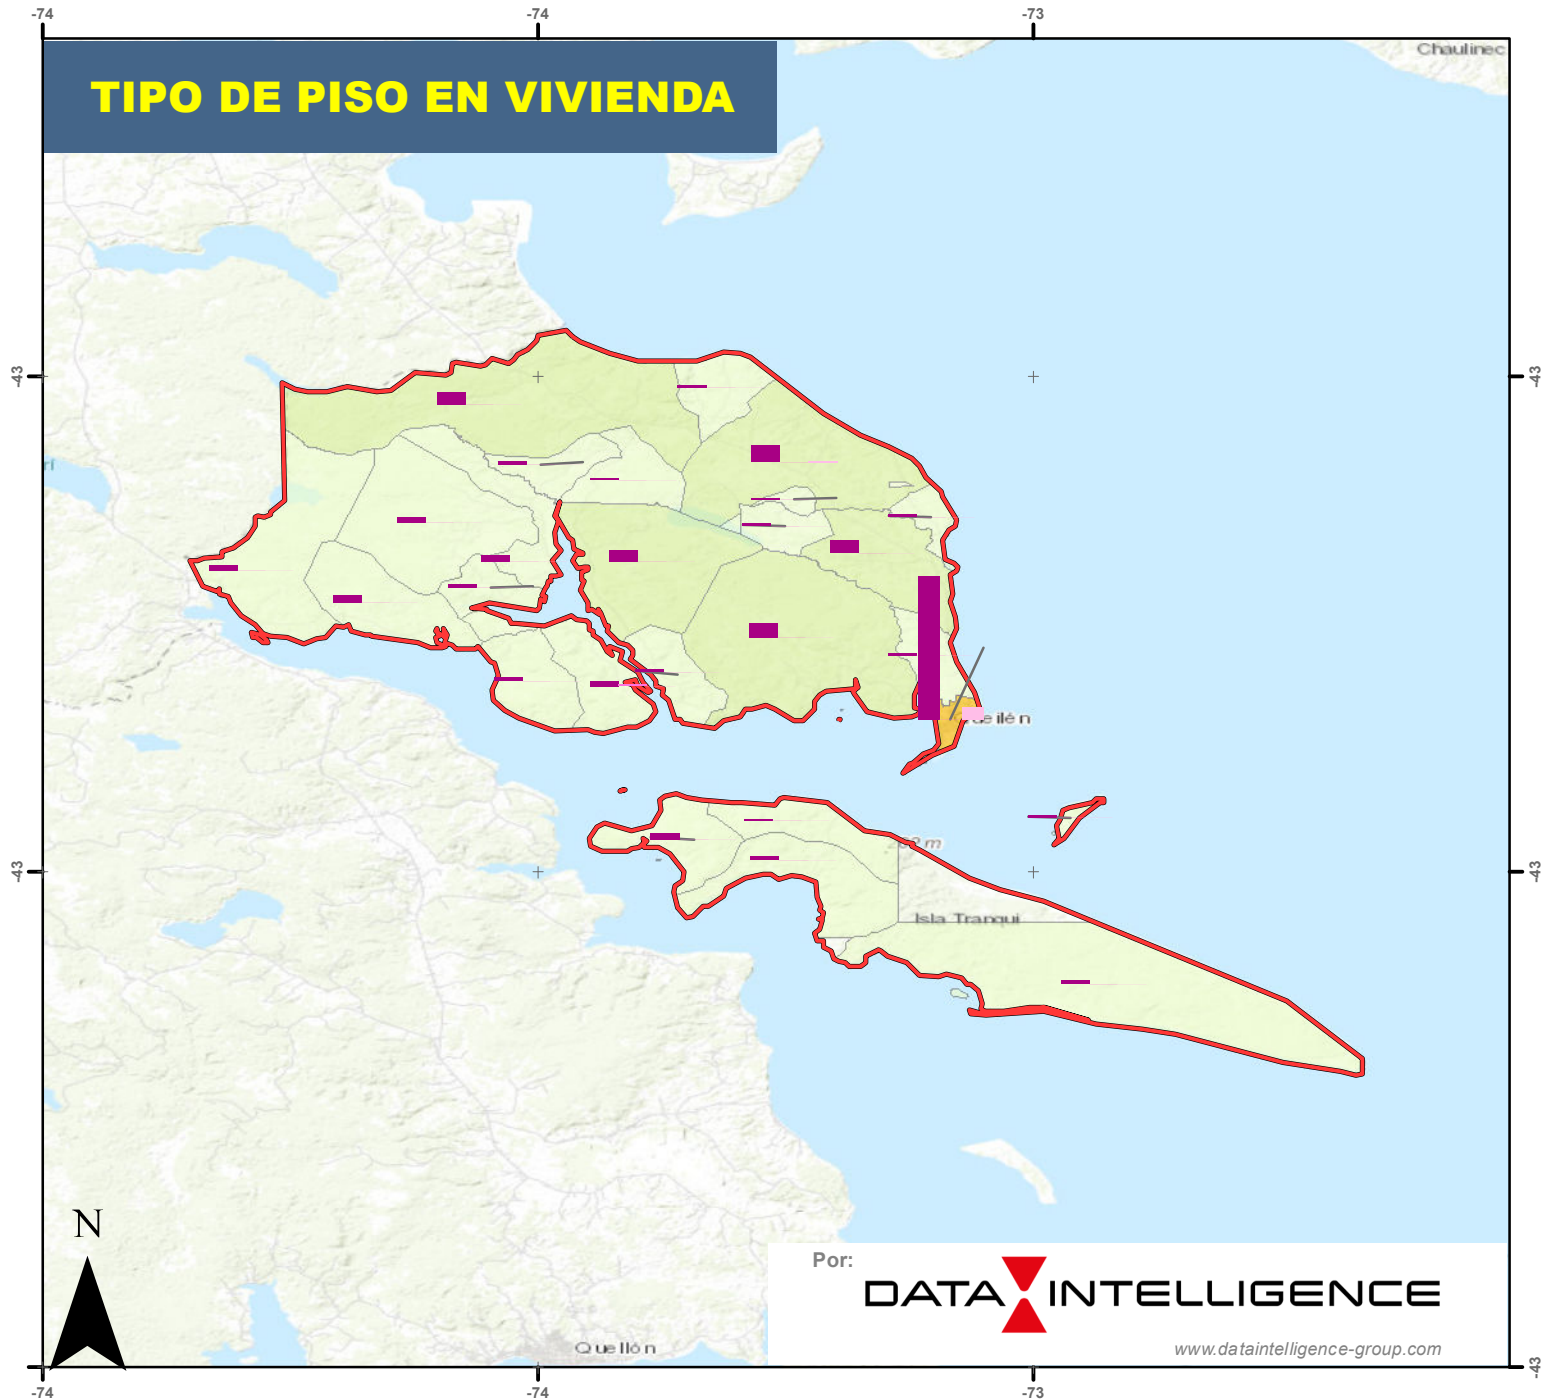 -74
-74
-73
Chaulinec
TIPO DE PISO EN VIVIENDA
-43
-43
Queilén
-43
-43
Isla Tranqui
N
Por:
DATA INTELLIGENCE
www.dataintelligence-group.com
Quellón
-43
-74
-74
-73